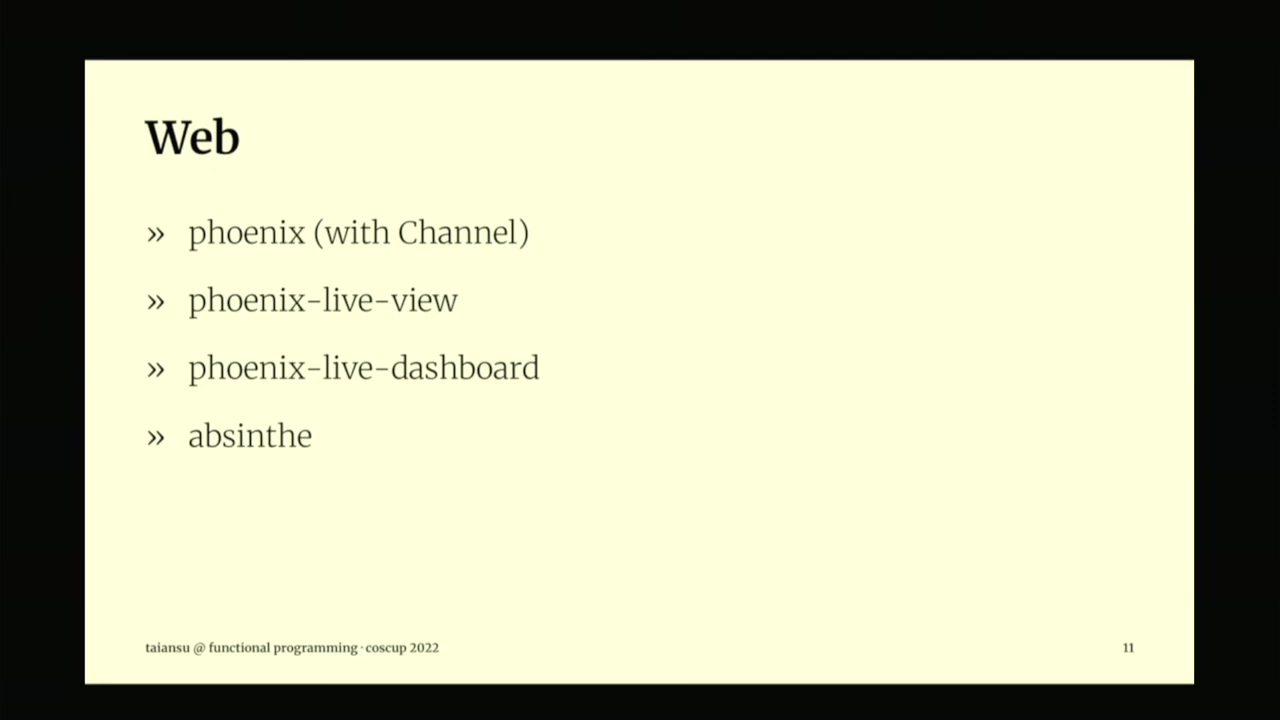 Web
» phoenix (with Channel)
» phoenix-live-view
» phoenix-live-dashboard
» absinthe
taiansu @ functional programming · coscup 2022
11